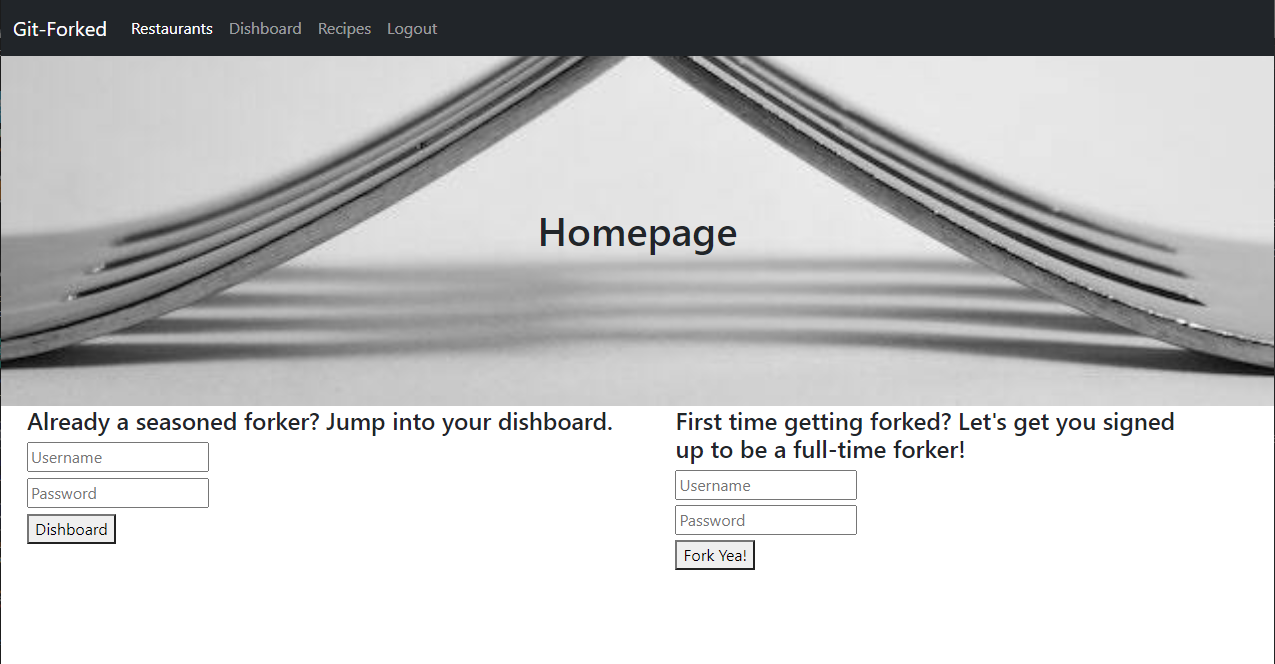 Git-Forked Restaurants Dishboard Recipes Logout
Homepage
Already a seasoned forker? Jump into your dishboard.
Username
Password
Dishboard
First time getting forked? Let's get you signed
up to be a full-time forker!
Username
Password
Fork Yea!